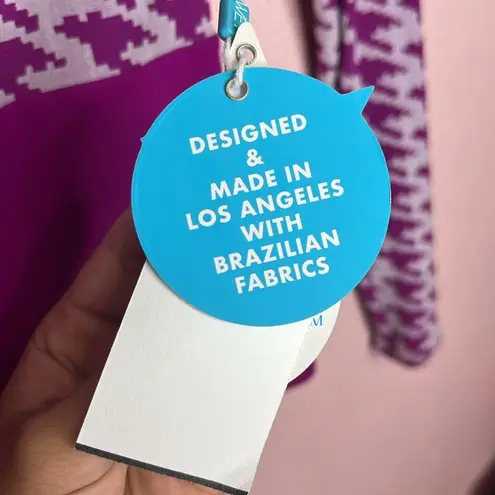 DESIGNED
&
MADE IN
LOS ANGELES
WITH
BRAZILIAN
FABRICS
M